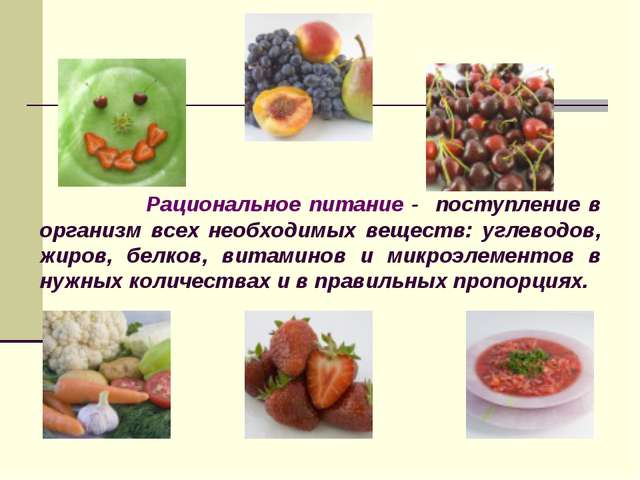 Рациональное питание - поступление в
организм всех необходимых веществ: углеводов,
жиров, белков, витаминов и микроэлементов в
нужных количествах и в правильных пропорциях.